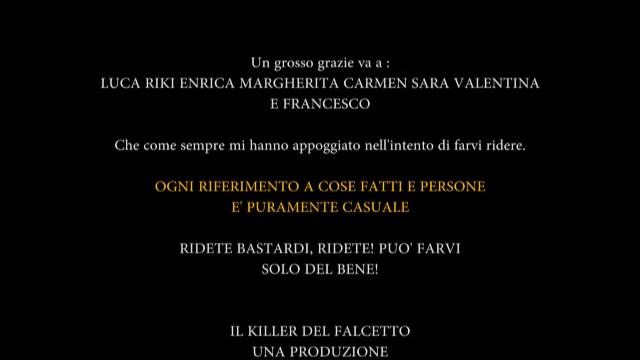 Un grosso grazie va a :
LUCA RIKI ENRICA MARGHERITA CARMEN SARA VALENTINA
E FRANCESCO
Che come sempre mi hanno appoggiato nell'intento di farvi ridere.
OGNI RIFERIMENTO A COSE FATTI E PERSONE
E' PURAMENTE CASUALE
RIDETE BASTARDI, RIDETE! PUO' FARVI
SOLO DEL BENE!
IL KILLER DEL FALCETTO
UNA PRODUZIONE